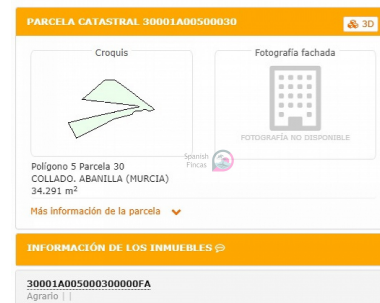 PARCELA CATASTRAL 30001A00500030
3D
Croquis
Fotografía fachada
FOTOGRAFÍA NO DISPONIBLE
Spanish
Fincas
Polígono 5 Parcela 30
COLLADO. ABANILLA (MURCIA)
34.291 m²
Más información de la parcela
INFORMACIÓN DE LOS INMUEBLES
30001A005000300000FA
Agrario | |